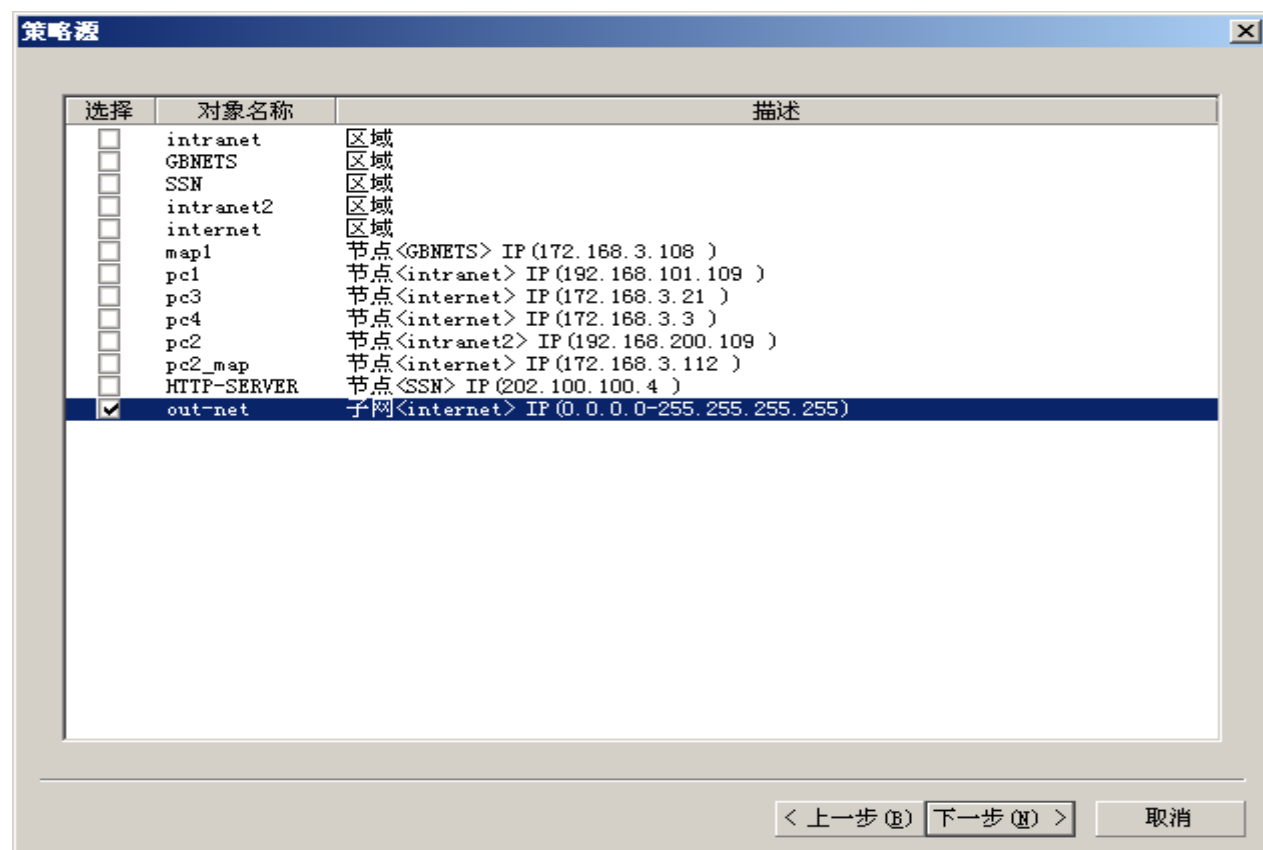 策略源
选择 对象名称 描述
intranet 区域
GBNETS 区域
SSN 区域
intranet2 区域
internet 区域
map1 节点<GBNETS> IP(172.168.3.108 )
pc1 节点<intranet> IP(192.168.101.109 )
pc3 节点<internet> IP(172.168.3.21 )
pc4 节点<internet> IP(172.168.3.3 )
pc2 节点<intranet2> IP(192.168.200.109 )
pc2_map 节点<internet> IP(172.168.3.112 )
HTTP-SERVER 节点<SSN> IP(202.100.100.4 )
out-net 子网<internet> IP(0.0.0.0-255.255.255.255)
< 上一步(B) 下一步(N) > 取消